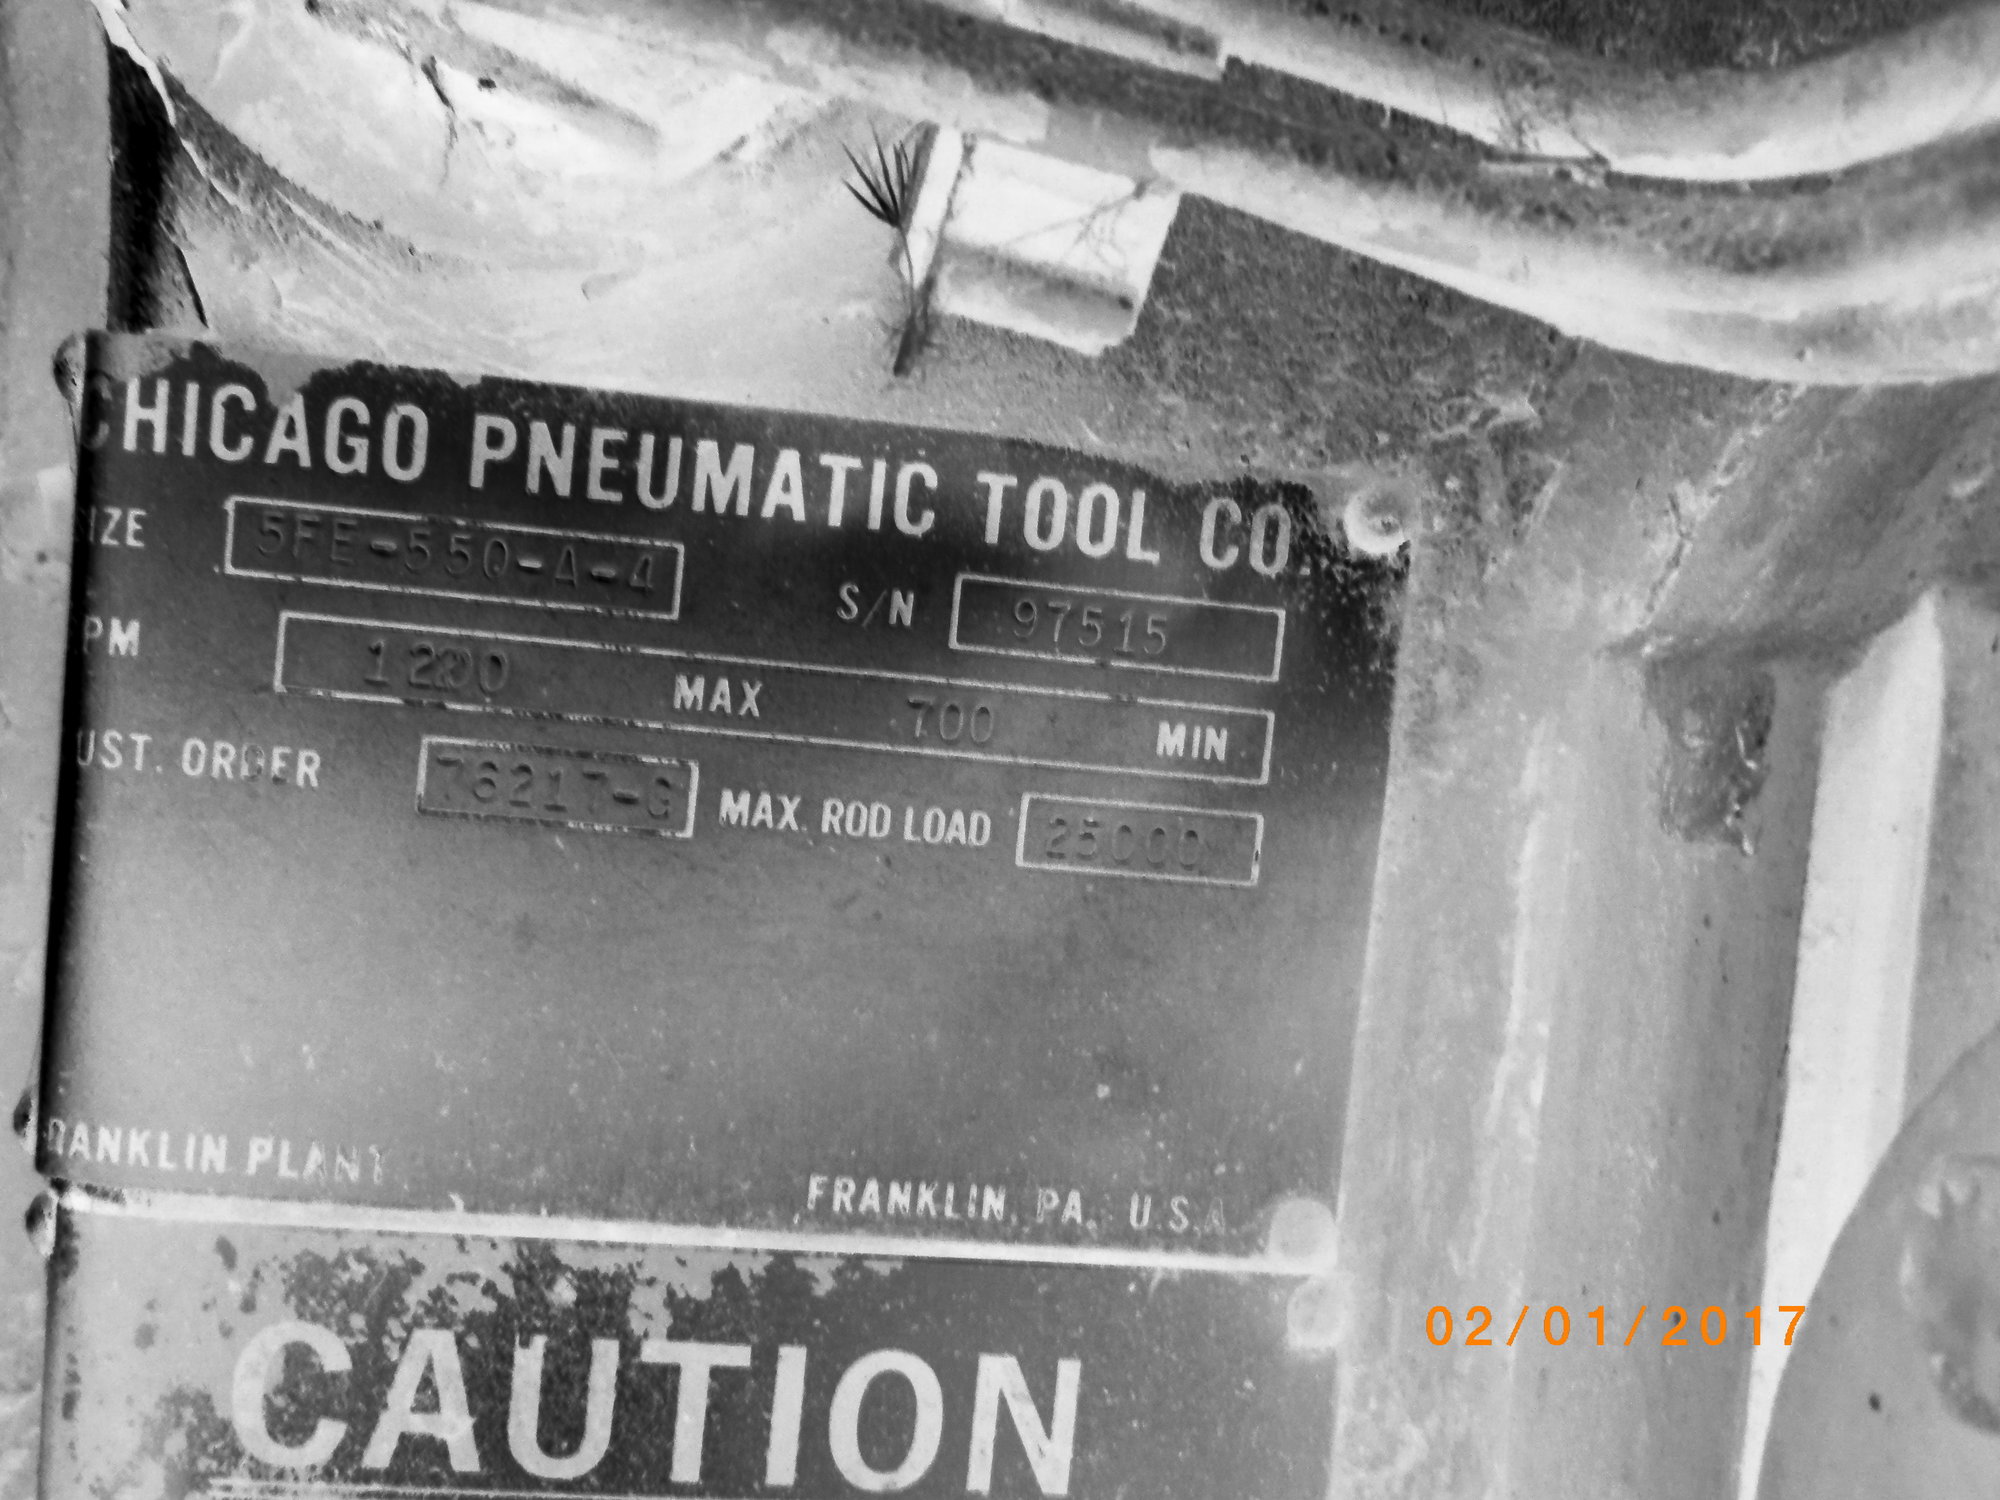 CHICAGO PNEUMATIC TOOL CO.
IZE 5FE-550-A-4 S/N 97515
PM 1200 MAX 700 MIN
UST. ORDER 76217-G MAX. ROD LOAD 25000
RANKLIN PLANT FRANKLIN, PA. U.S.A.
CAUTION
02/01/2017